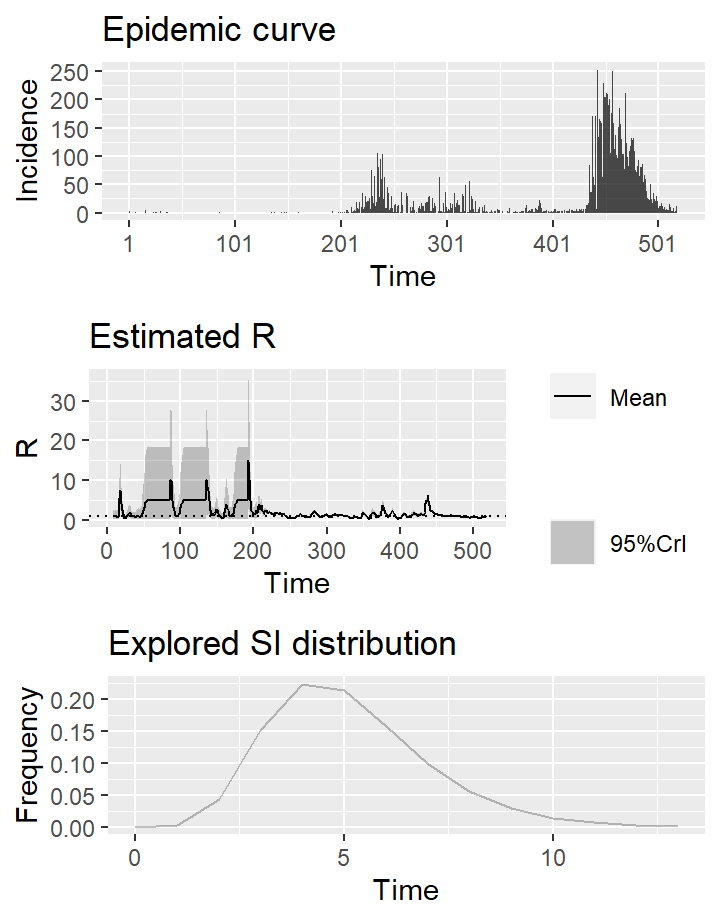 Epidemic curve
Incidence
250
200
150
100
50
0
1 101 201 301 401 501
Time
Estimated R
R
30
20
10
0
0 100 200 300 400 500
Time
Mean
95%CrI
Explored SI distribution
Frequency
0.20
0.15
0.10
0.05
0.00
0 5 10
Time